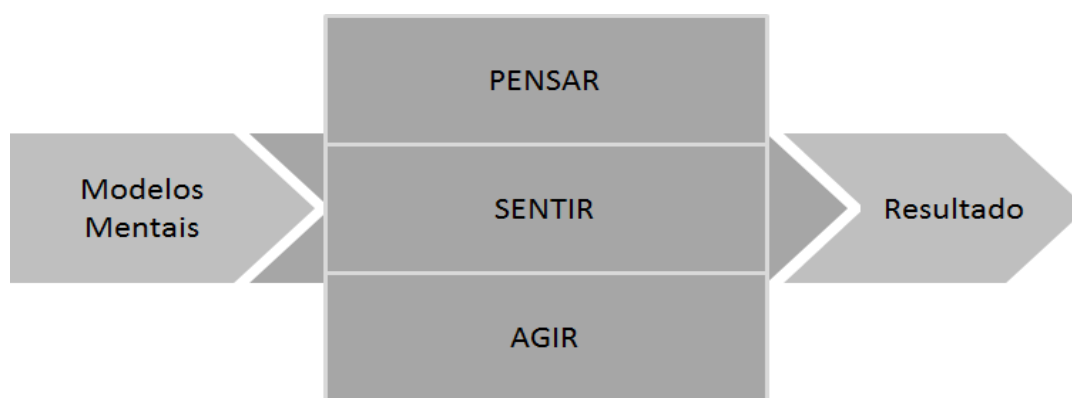 PENSAR
Modelos
Mentais
SENTIR
Resultado
AGIR